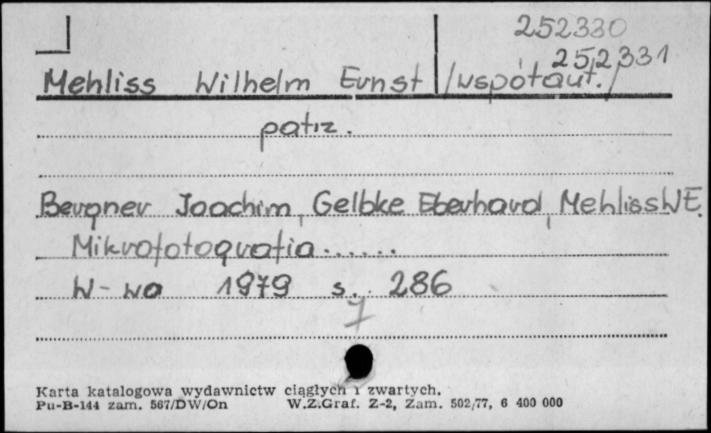 252330
252331
Mehliss Wilhelm Ernst /współaut./
patrz.
Bergner Joachim, Gelbke Eberhard, Mehliss W E.
Mikrofotografia......
W-wa 1979 s. 286
7
Karta katalogowa wydawnictw ciągłych i zwartych.
Pu-B-144 zam. 567/DW/On W.Z.Graf. Z-2, Zam. 502/77, 6 400 000